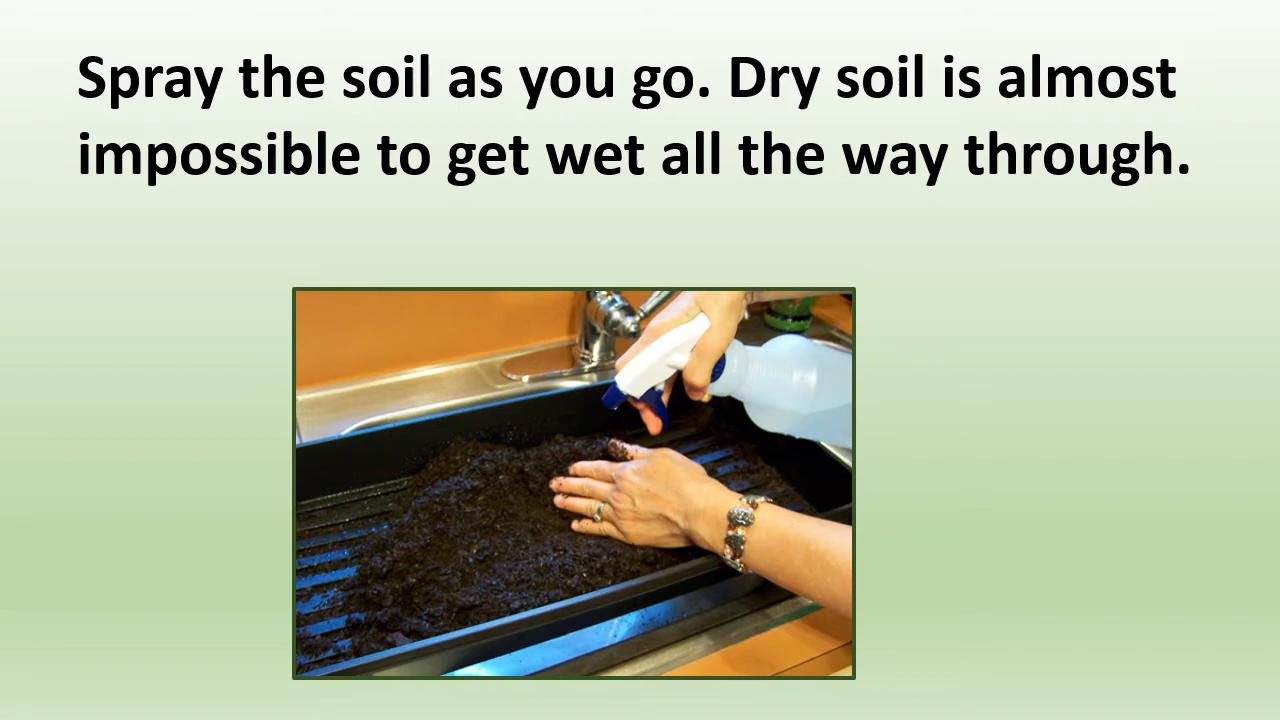 Spray the soil as you go. Dry soil is almost
impossible to get wet all the way through.